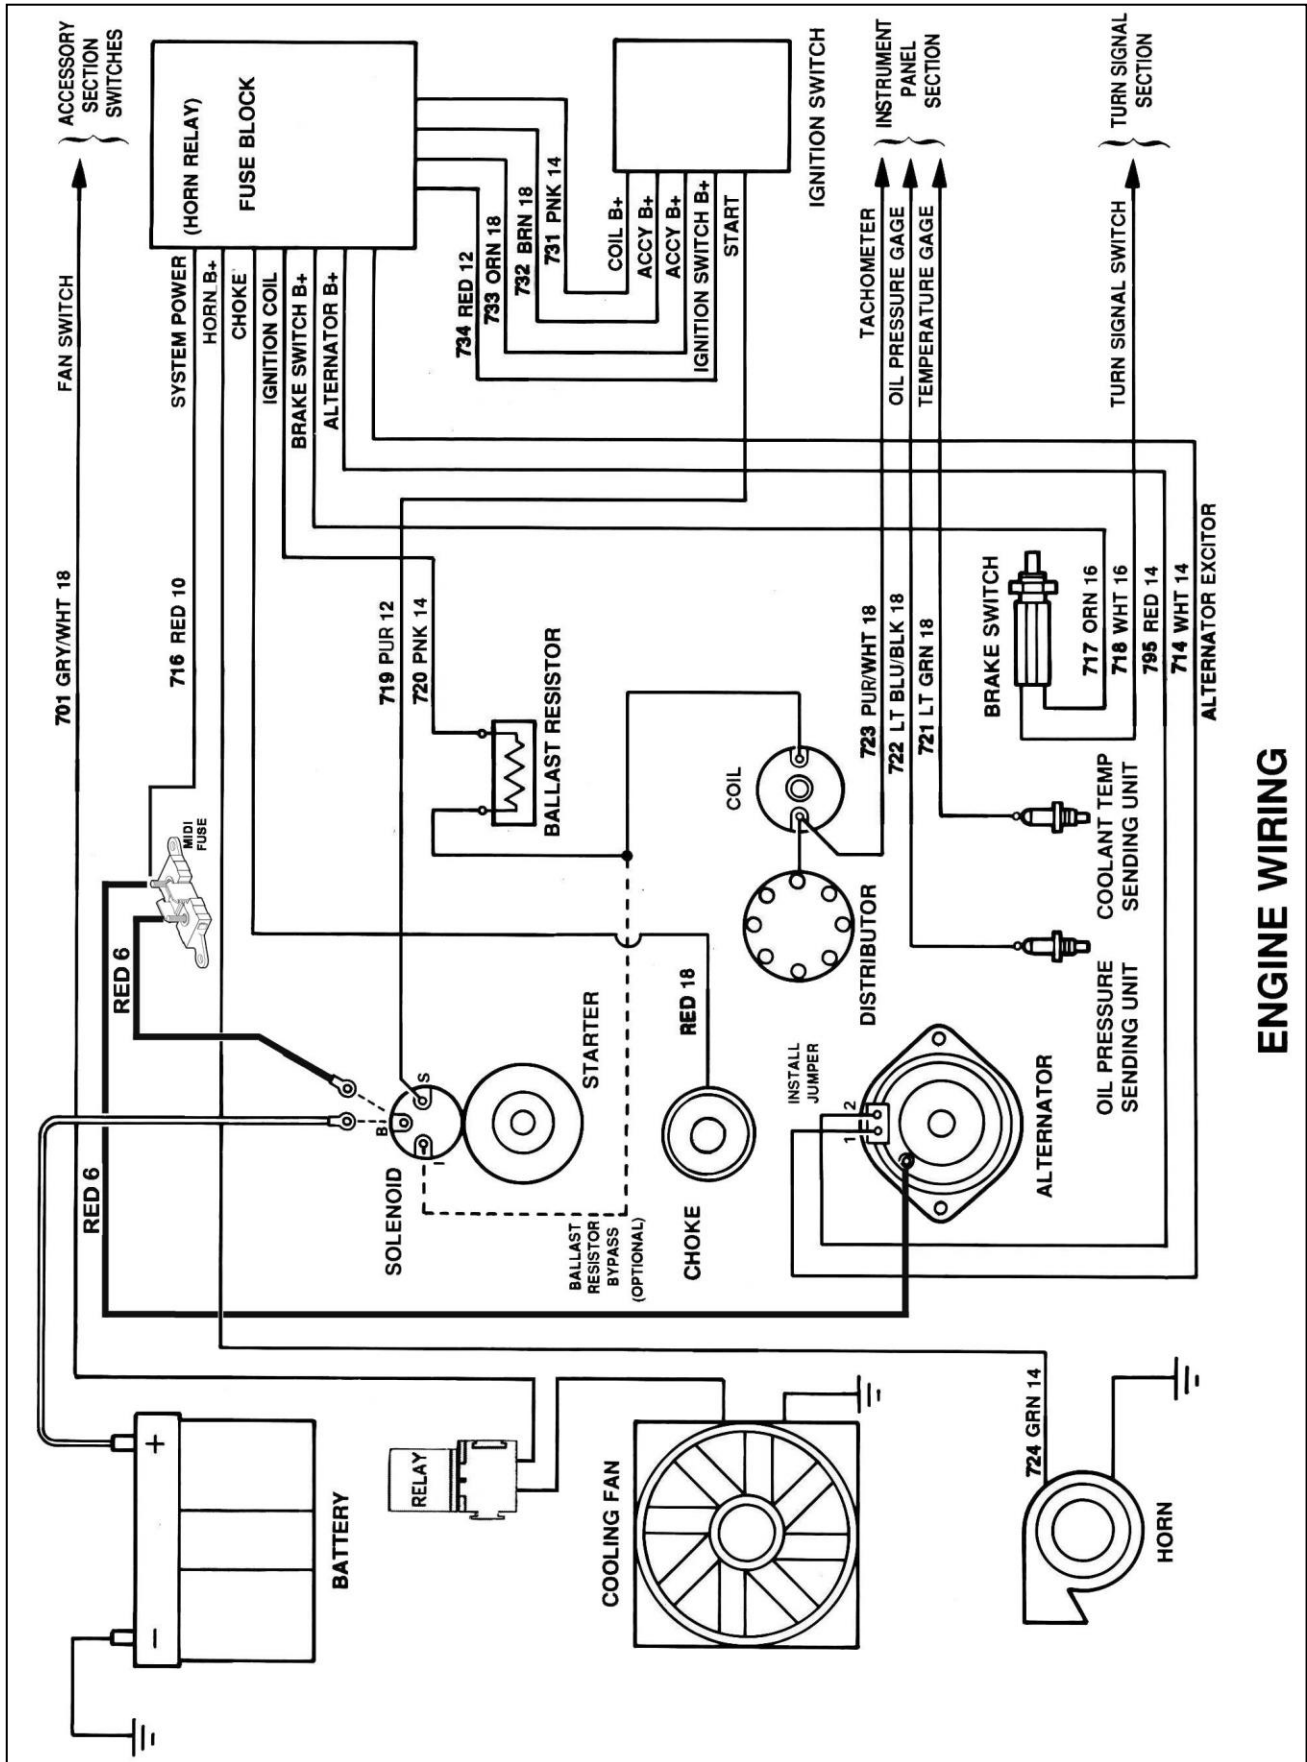 ACCESSORY
SECTION
SWITCHES
FAN SWITCH
701 GRY/WHT 18
(HORN RELAY)
FUSE BLOCK
SYSTEM POWER
HORN B+
CHOKE
IGNITION COIL
BRAKE SWITCH B+
ALTERNATOR B+
734 RED 12
733 ORN 18
732 BRN 18
731 PNK 14
COIL B+
ACCY B+
ACCY B+
IGNITION SWITCH B+
START
IGNITION SWITCH
INSTRUMENT
PANEL
SECTION
TACHOMETER
OIL PRESSURE GAGE
TEMPERATURE GAGE
TURN SIGNAL
SECTION
TURN SIGNAL SWITCH
716 RED 10
MIDI
FUSE
RED 6
RED 6
719 PUR 12
720 PNK 14
BALLAST RESISTOR
COIL
723 PUR/WHT 18
722 LT BLU/BLK 18
721 LT GRN 18
BRAKE SWITCH
717 ORN 16
718 WHT 16
795 RED 14
714 WHT 14
ALTERNATOR EXCITOR
DISTRIBUTOR
COOLANT TEMP
SENDING UNIT
OIL PRESSURE
SENDING UNIT
S
B
I
SOLENOID
STARTER
BALLAST
RESISTOR
BYPASS
(OPTIONAL)
RED 18
CHOKE
INSTALL
JUMPER
1 2
ALTERNATOR
+
−
BATTERY
RELAY
COOLING FAN
724 GRN 14
HORN
ENGINE WIRING